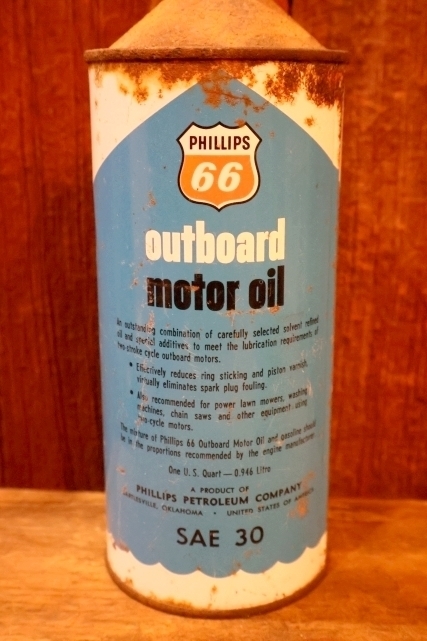 PHILLIPS
66
outboard
motor oil
An outstanding combination of carefully selected solvent refined
oil and special additives to meet the lubrication requirements of
two-stroke cycle outboard motors.
• Effectively reduces ring sticking and piston varnish,
virtually eliminates spark plug fouling.
• Also recommended for power lawn mowers, washing
machines, chain saws and other equipment using
two-cycle motors.
The mixture of Phillips 66 Outboard Motor Oil and gasoline should
be in the proportions recommended by the engine manufacturer.
One U.S. Quart — 0.946 Litro
A PRODUCT OF
PHILLIPS PETROLEUM COMPANY
BARTLESVILLE, OKLAHOMA • UNITED STATES OF AMERICA
SAE 30